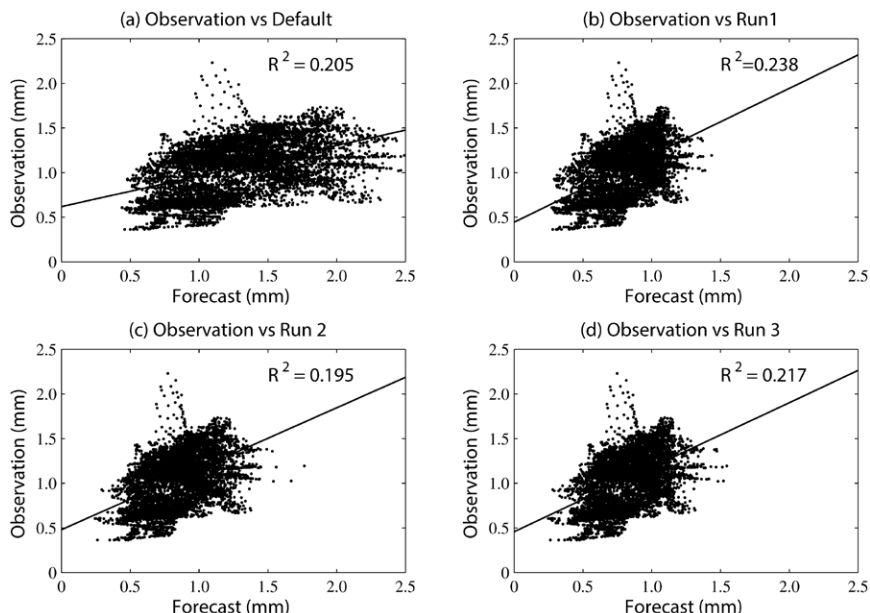 (a) Observation vs Default
R² = 0.205
Observation (mm)
2.5
2.0
1.5
1.0
0.5
0
0 0.5 1.0 1.5 2.0 2.5
Forecast (mm)
(b) Observation vs Run1
R²=0.238
Observation (mm)
2.5
2.0
1.5
1.0
0.5
0
0 0.5 1.0 1.5 2.0 2.5
Forecast (mm)
(c) Observation vs Run 2
R² = 0.195
Observation (mm)
2.5
2.0
1.5
1.0
0.5
0
0 0.5 1.0 1.5 2.0 2.5
Forecast (mm)
(d) Observation vs Run 3
R² = 0.217
Observation (mm)
2.5
2.0
1.5
1.0
0.5
0
0 0.5 1.0 1.5 2.0 2.5
Forecast (mm)